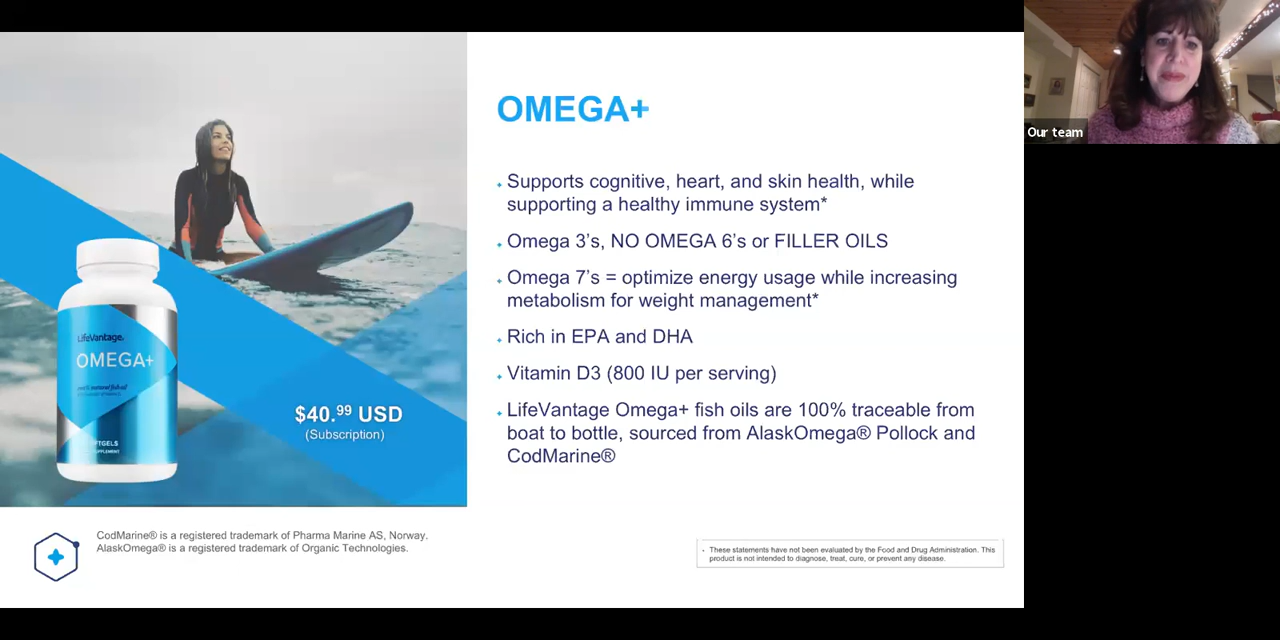 OMEGA+
Supports cognitive, heart, and skin health, while
supporting a healthy immune system*
Omega 3's, NO OMEGA 6's or FILLER OILS
Omega 7's = optimize energy usage while increasing
metabolism for weight management*
Rich in EPA and DHA
Vitamin D3 (800 IU per serving)
LifeVantage Omega+ fish oils are 100% traceable from
boat to bottle, sourced from AlaskOmega® Pollock and
CodMarine®
LifeVantage.
OMEGA+
$40.99 USD
(Subscription)
CodMarine® is a registered trademark of Pharma Marine AS, Norway.
AlaskOmega® is a registered trademark of Organic Technologies.
These statements have not been evaluated by the Food and Drug Administration. This
product is not intended to diagnose, treat, cure, or prevent any disease.
Our team